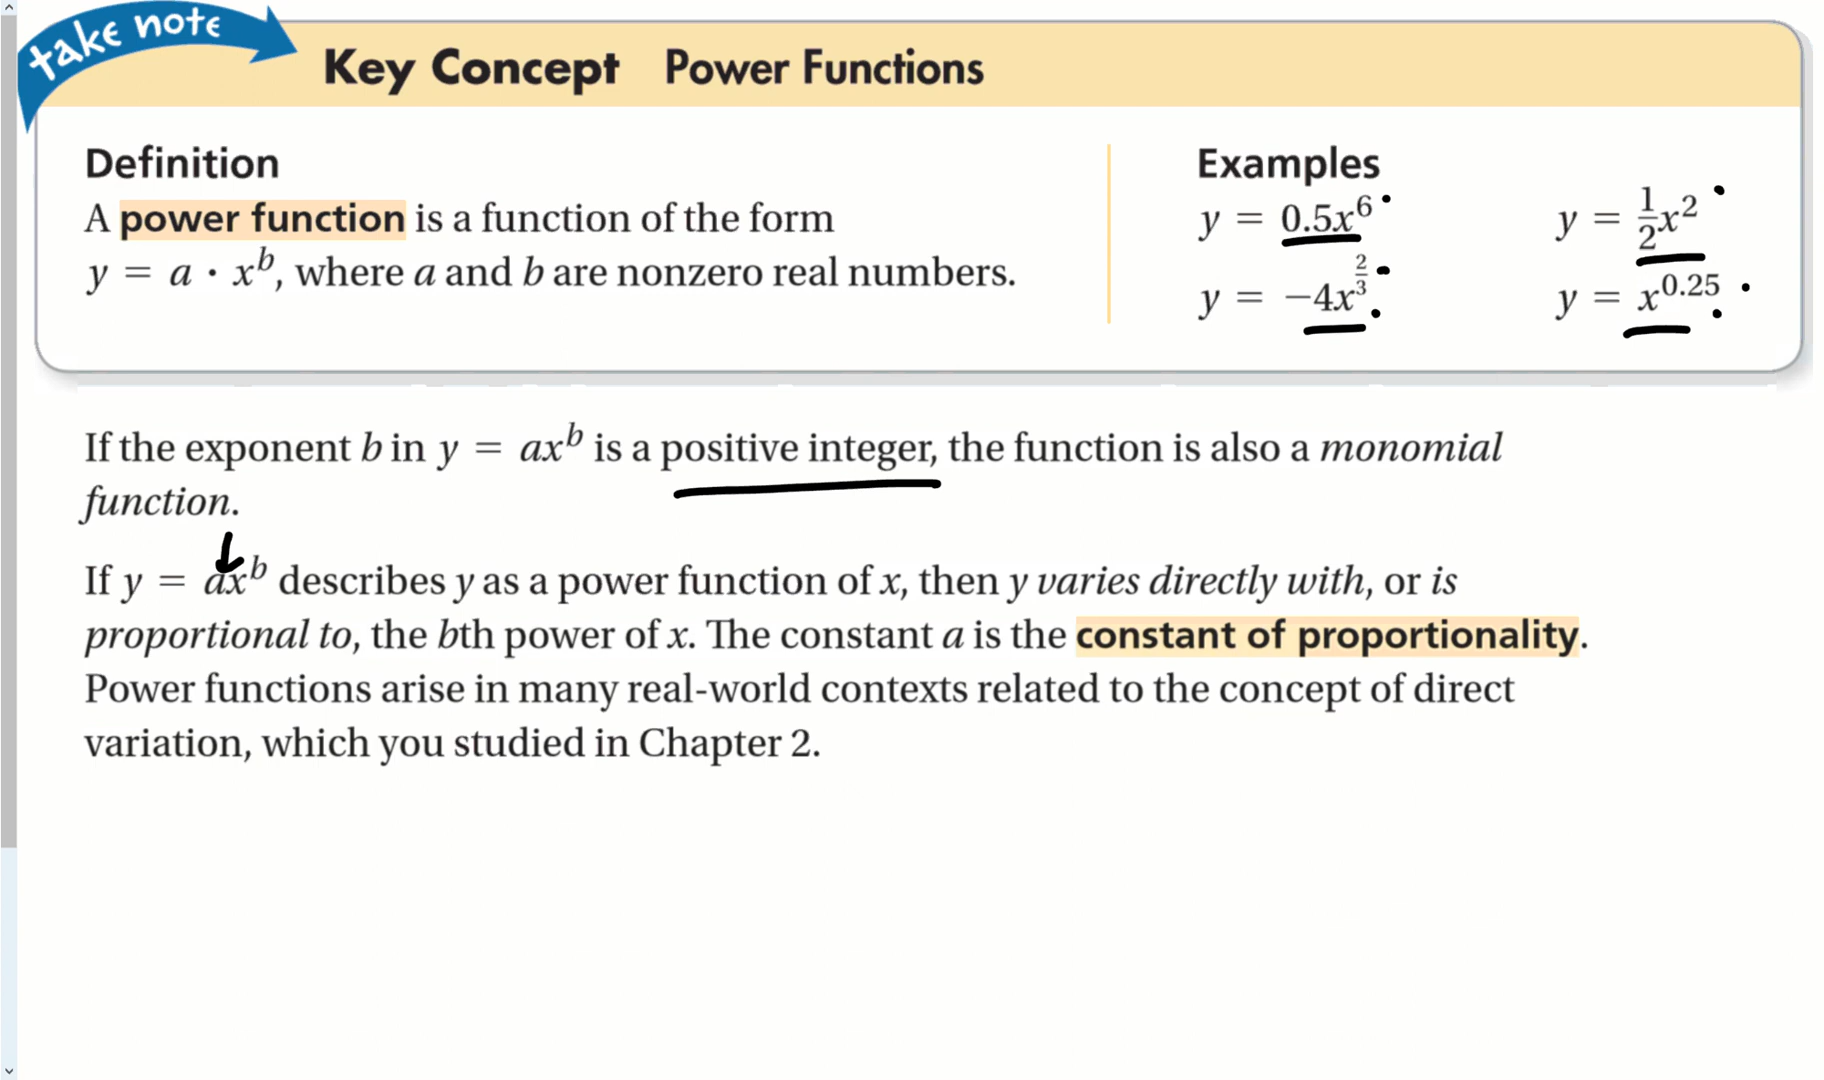 take note
Key Concept Power Functions
Definition
A power function is a function of the form
y = a · x^b, where a and b are nonzero real numbers.
Examples
y = 0.5x^6 y = 1/2 x^2
y = −4x^(2/3) y = x^0.25
If the exponent b in y = ax^b is a positive integer, the function is also a monomial
function.
If y = ax^b describes y as a power function of x, then y varies directly with, or is
proportional to, the bth power of x. The constant a is the constant of proportionality.
Power functions arise in many real-world contexts related to the concept of direct
variation, which you studied in Chapter 2.